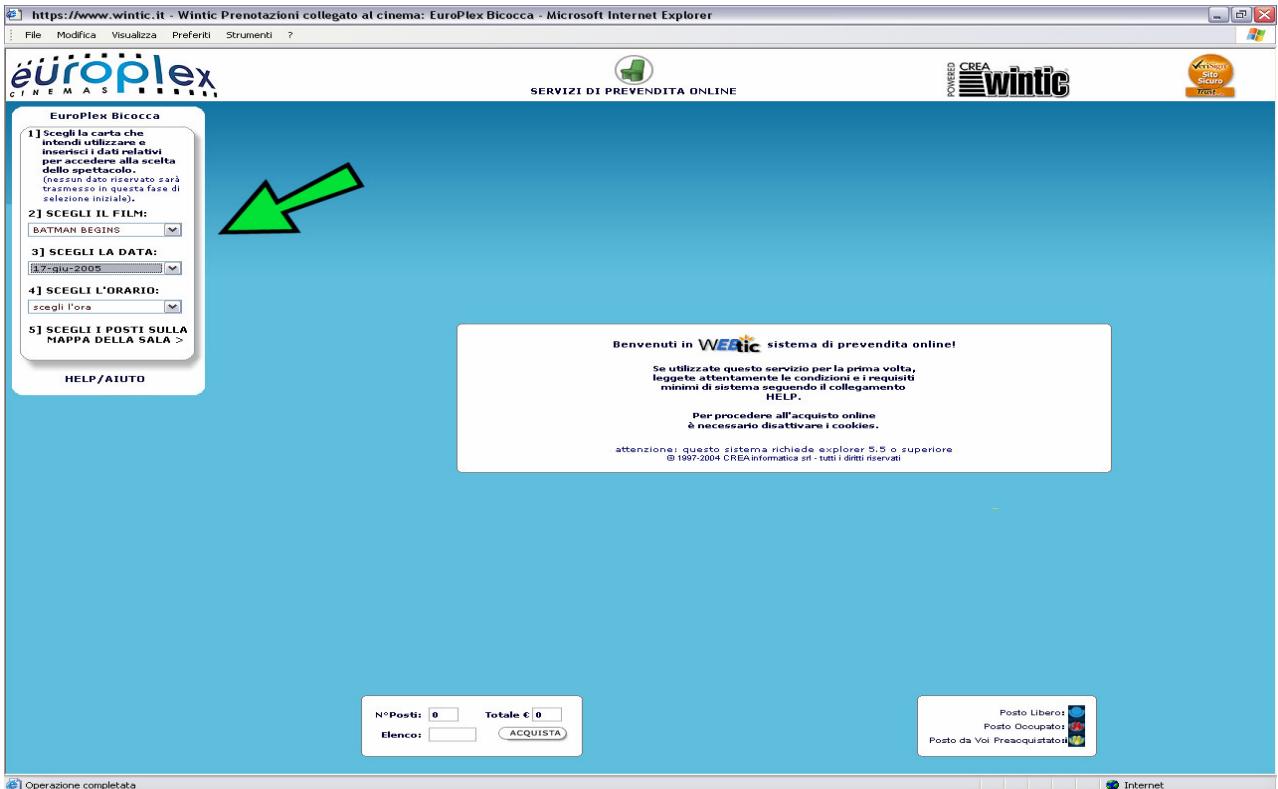 https://www.wintic.it - Wintic Prenotazioni collegato al cinema: EuroPlex Bicocca - Microsoft Internet Explorer
File Modifica Visualizza Preferiti Strumenti ?
europlex
CINEMAS
SERVIZI DI PREVENDITA ONLINE
POWERED CREA
wintic
VeriSign
Sito
Sicuro
Trust
EuroPlex Bicocca
1] Scegli la carta che
intendi utilizzare e
inserisci i dati relativi
per accedere alla scelta
dello spettacolo.
(nessun dato riservato sarà
trasmesso in questa fase di
selezione iniziale).
2] SCEGLI IL FILM:
BATMAN BEGINS
3] SCEGLI LA DATA:
17-giu-2005
4] SCEGLI L'ORARIO:
scegli l'ora
5] SCEGLI I POSTI SULLA
MAPPA DELLA SALA >
HELP/AIUTO
Benvenuti in WEBtic sistema di prevendita online!
Se utilizzate questo servizio per la prima volta,
leggete attentamente le condizioni e i requisiti
minimi di sistema seguendo il collegamento
HELP.
Per procedere all'acquisto online
è necessario disattivare i cookies.
attenzione: questo sistema richiede explorer 5.5 o superiore
© 1997-2004 CREA informatica srl - tutti i diritti riservati
N°Posti: 0 Totale € 0
Elenco: ACQUISTA
Posto Libero:
Posto Occupato:
Posto da Voi Preacquistato:
Operazione completata
Internet